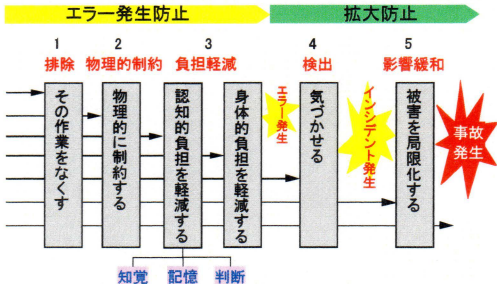 エラー発生防止
拡大防止
1
2
3
4
5
排除
物理的制約
負担軽減
検出
影響緩和
その作業をなくす
物理的に制約する
認知的負担を軽減する
身体的負担を軽減する
エラー発生
気づかせる
インシデント発生
被害を局限化する
事故
発生
知覚
記憶
判断